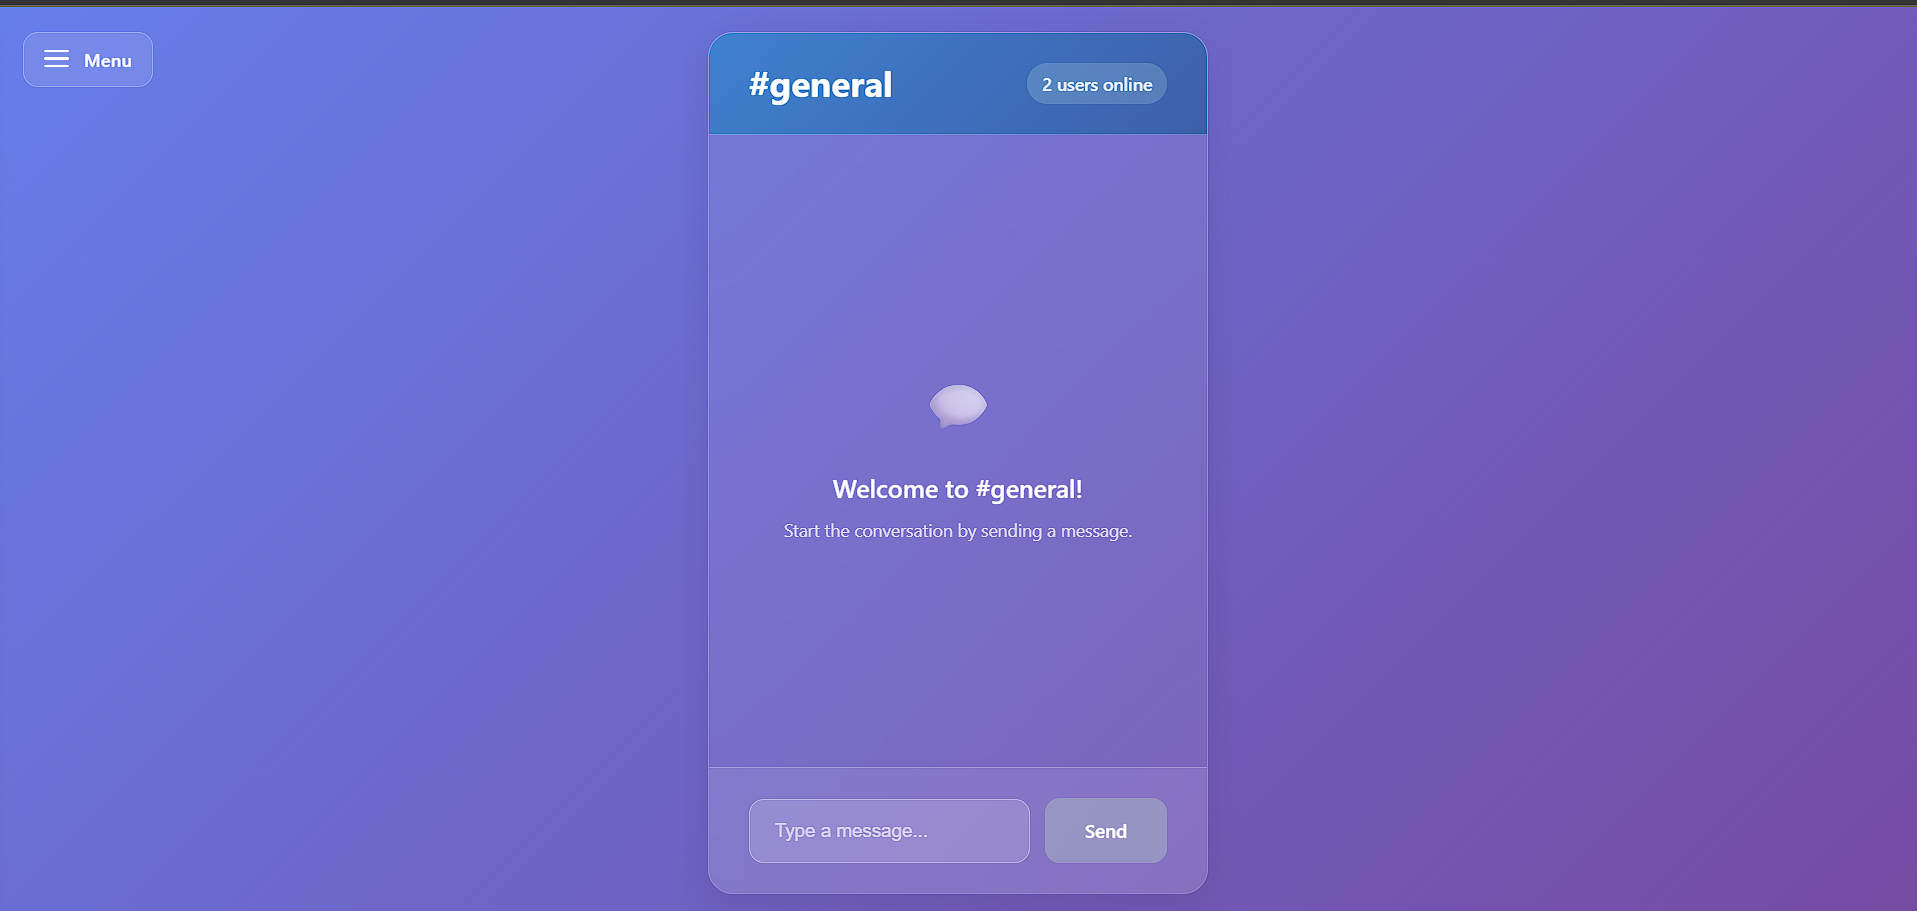 Menu
#general
2 users online
Welcome to #general!
Start the conversation by sending a message.
Type a message...
Send